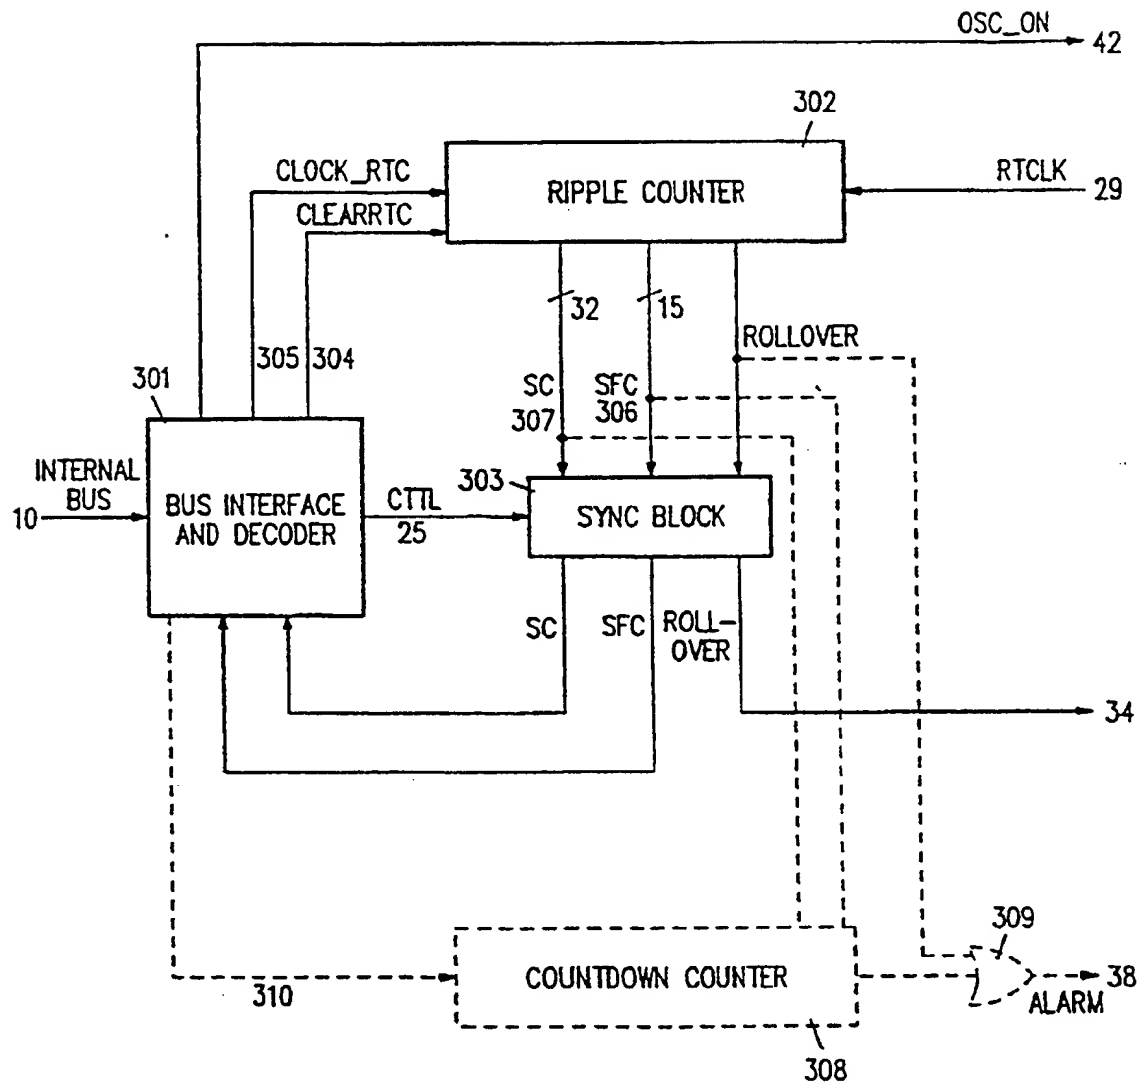 OSC_ON
42
302
CLOCK_RTC
RIPPLE COUNTER
RTCLK
29
CLEARRTC
32
15
305
304
ROLLOVER
301
SC
307
SFC
306
INTERNAL
BUS
10
BUS INTERFACE
AND DECODER
CTTL
25
303
SYNC BLOCK
SC
SFC
ROLL-
OVER
34
309
310
COUNTDOWN COUNTER
38
ALARM
308